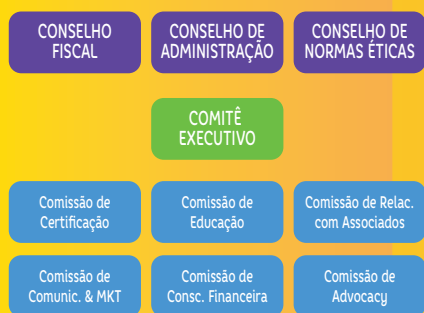 CONSELHO
FISCAL
CONSELHO DE
ADMINISTRAÇÃO
CONSELHO DE
NORMAS ÉTICAS
COMITÊ
EXECUTIVO
Comissão de
Certificação
Comissão de
Educação
Comissão de Relac.
com Associados
Comissão de
Comunic. & MKT
Comissão de
Consc. Financeira
Comissão de
Advocacy